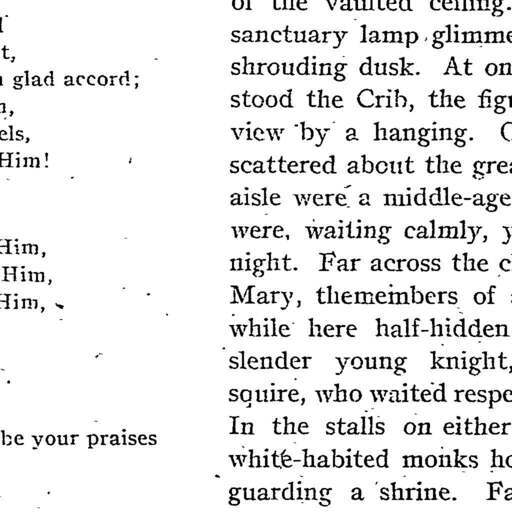 t,
glad accord;
els,
Him!
Him,
Him,
Him,
be your praises
of the vaulted ceiling.
sanctuary lamp glimme
shrouding dusk. At on
stood the Crib, the figu
view by a hanging.
scattered about the grea
aisle were a middle-age
were, waiting calmly, y
night. Far across the c
Mary, themembers of
while here half-hidden
slender young knight,
squire, who waited respe
In the stalls on either
white-habited monks ho
guarding a shrine. Fa